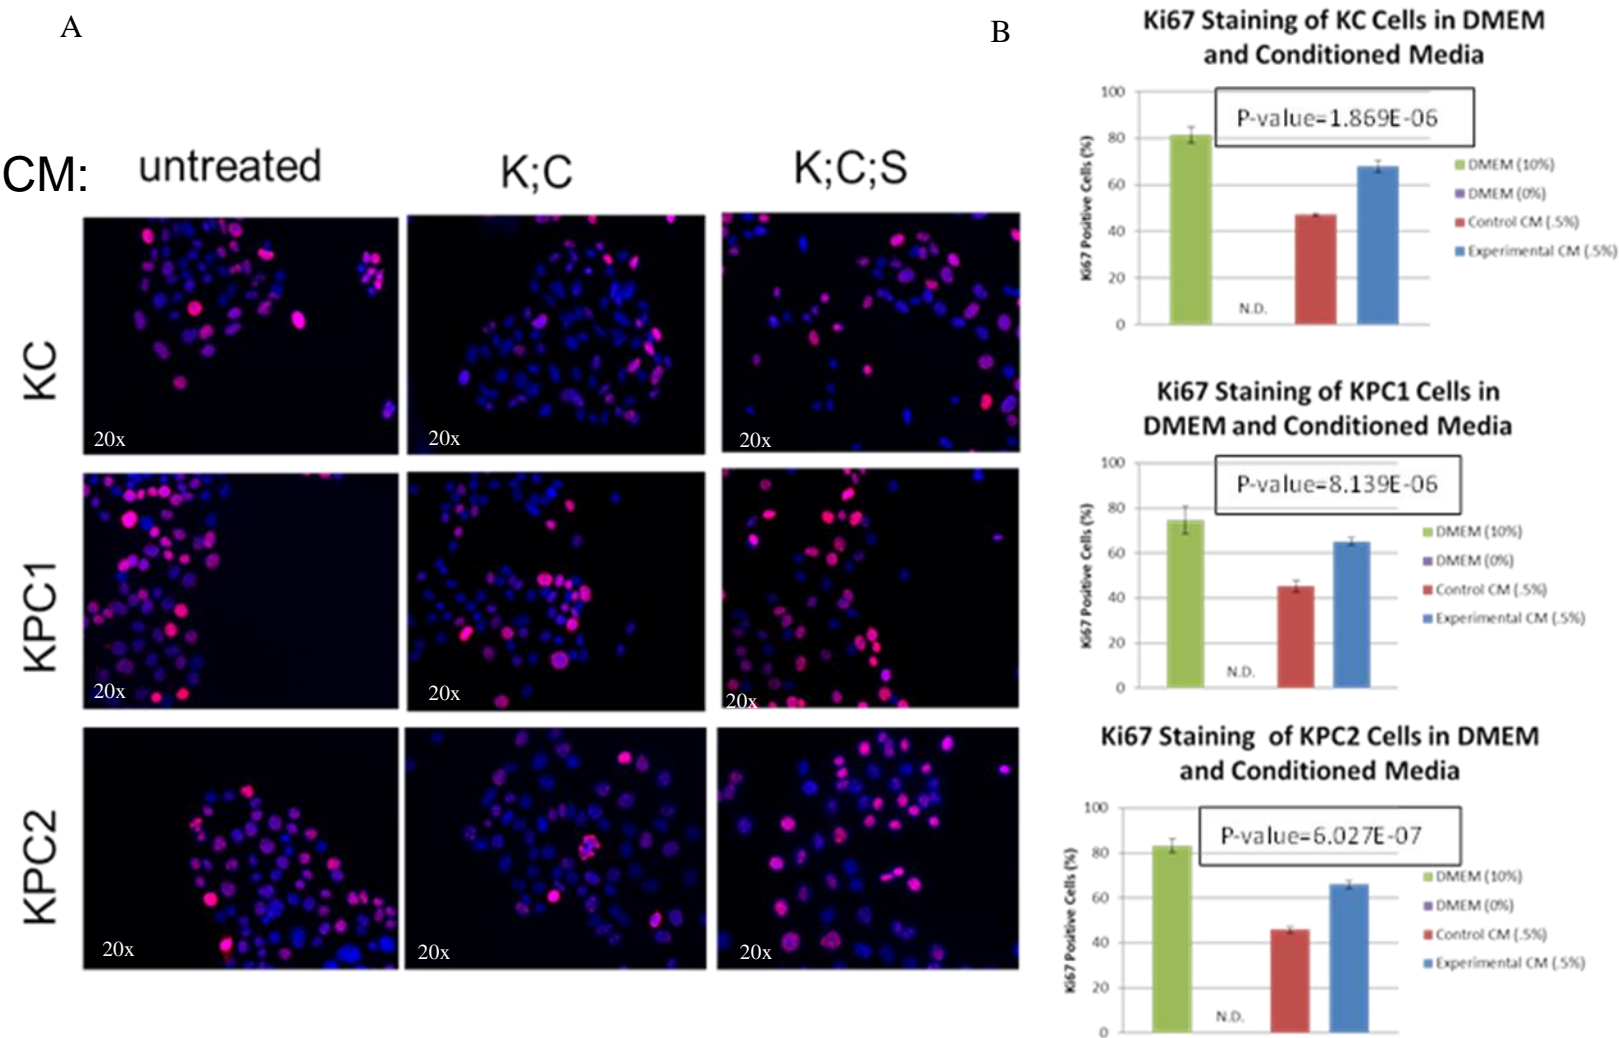 A
CM:
untreated
K;C
K;C;S
KC
20x
20x
20x
KPC1
20x
20x
20x
KPC2
20x
20x
20x
B
Ki67 Staining of KC Cells in DMEM
and Conditioned Media
Ki67 Positive Cells (%)
100
80
60
40
20
0
P-value=1.869E-06
N.D.
DMEM (10%)
DMEM (0%)
Control CM (.5%)
Experimental CM (.5%)
Ki67 Staining of KPC1 Cells in
DMEM and Conditioned Media
Ki67 Positive Cells (%)
100
80
60
40
20
0
P-value=8.139E-06
N.D.
DMEM (10%)
DMEM (0%)
Control CM (.5%)
Experimental CM (.5%)
Ki67 Staining of KPC2 Cells in DMEM
and Conditioned Media
Ki67 Positive Cells (%)
100
80
60
40
20
0
P-value=6.027E-07
N.D.
DMEM (10%)
DMEM (0%)
Control CM (.5%)
Experimental CM (.5%)